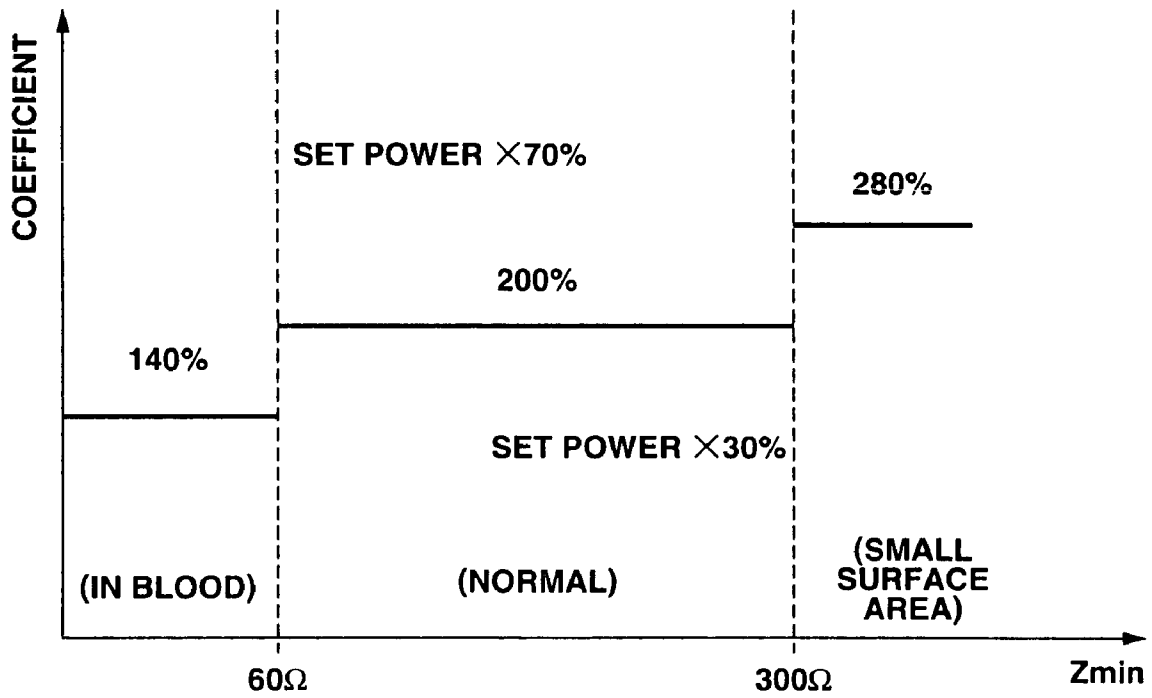 COEFFICIENT
SET POWER ×70%
280%
200%
140%
SET POWER ×30%
(IN BLOOD)
(NORMAL)
(SMALL
SURFACE
AREA)
60Ω
300Ω
Zmin